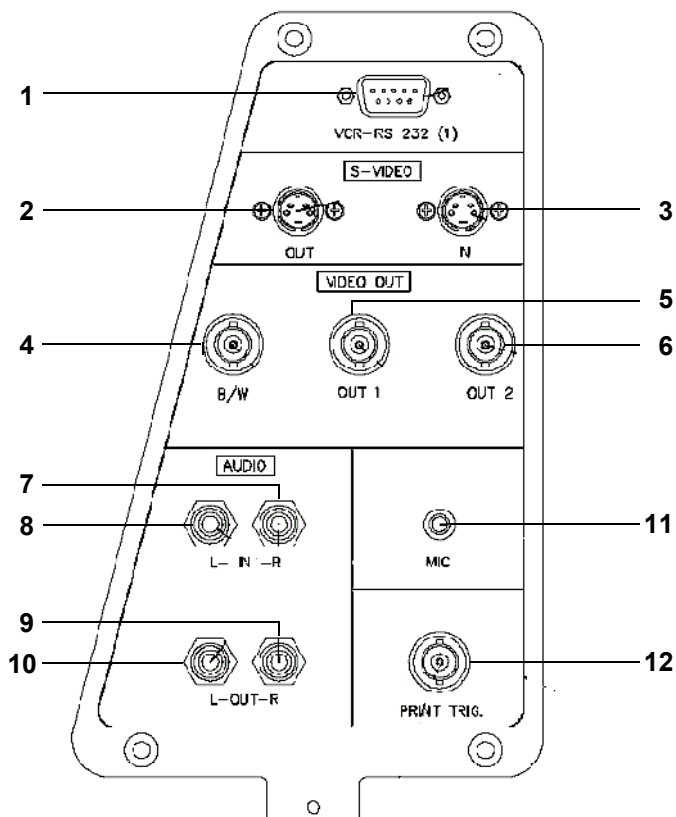 1
VCR-RS 232 (1)
S-VIDEO
2
3
OUT
IN
VIDEO OUT
5
4
6
B/W
OUT 1
OUT 2
AUDIO
7
8
11
L- IN -R
MIC
9
10
12
L-OUT-R
PRINT TRIG.